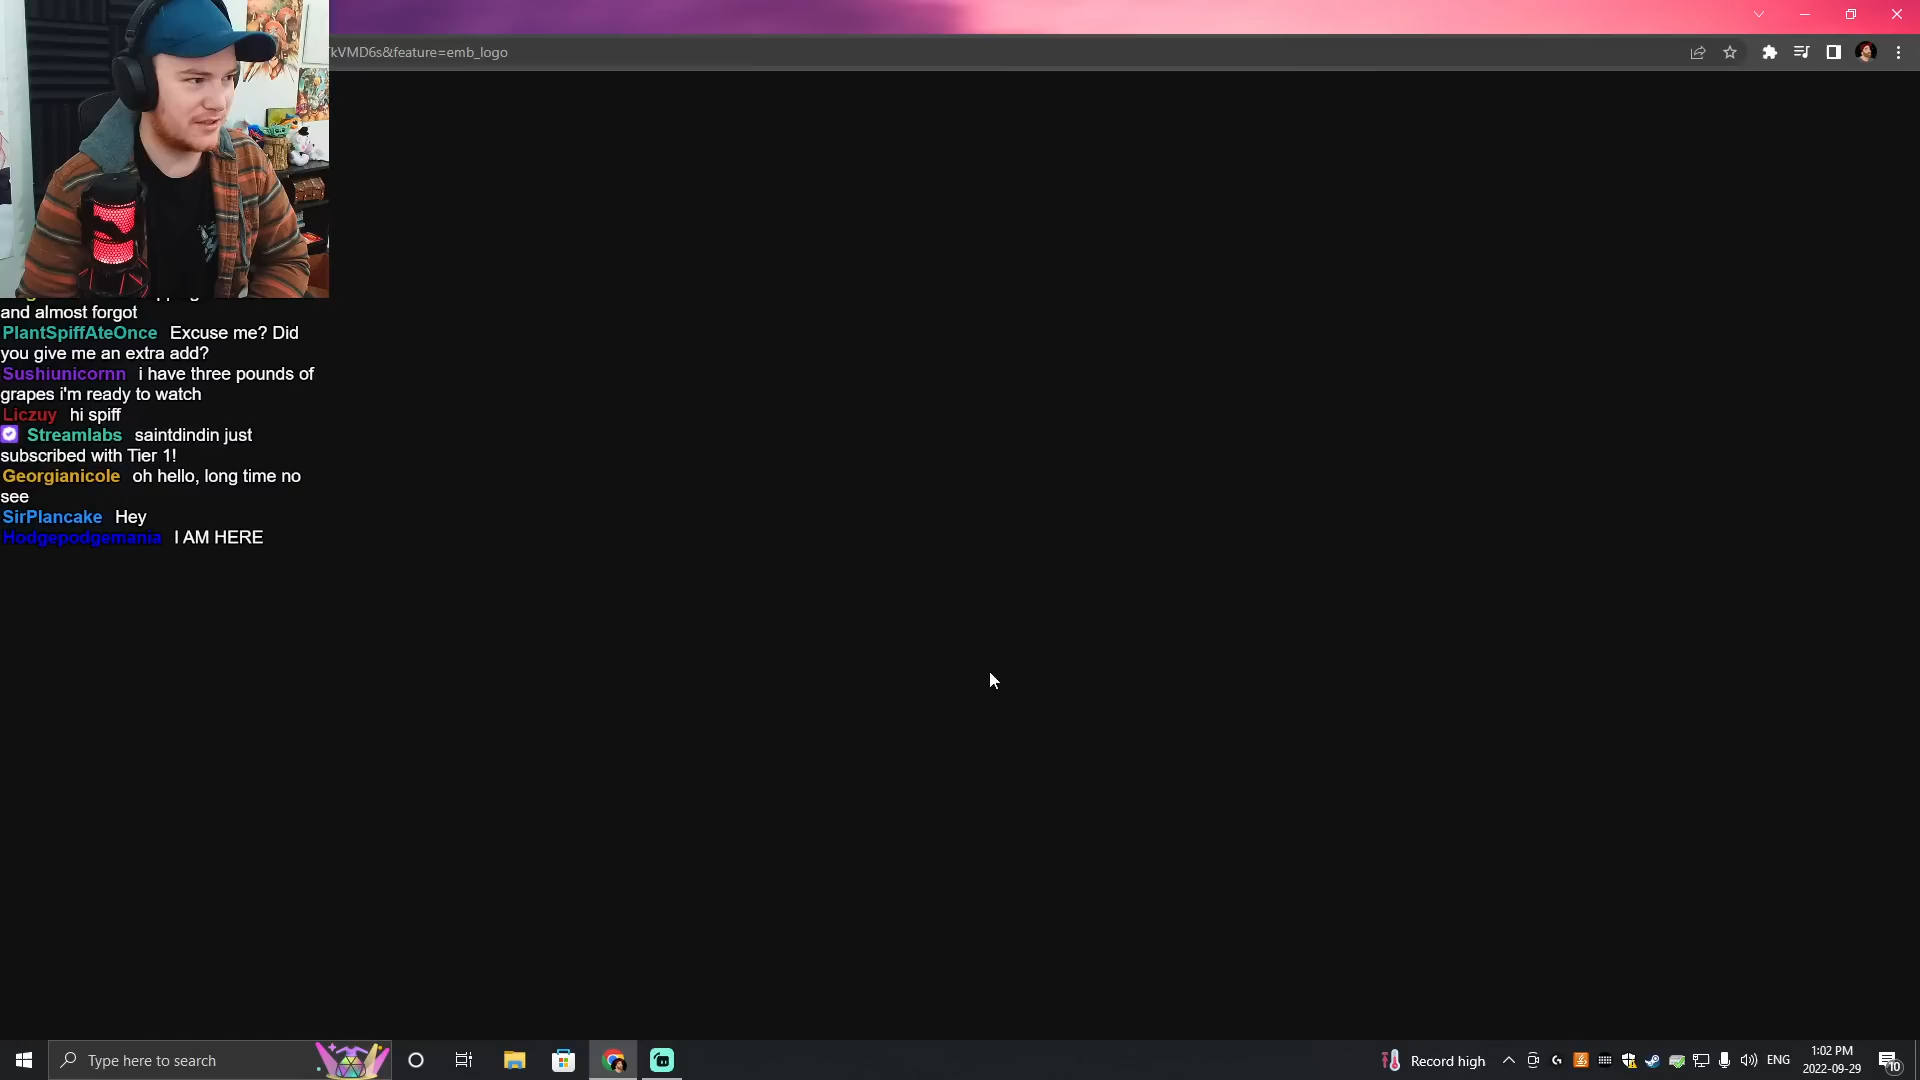 kVMD6s&feature=emb_logo
and almost forgot
PlantSpiffAteOnce Excuse me? Did
you give me an extra add?
Sushiunicornn i have three pounds of
grapes i'm ready to watch
Liczuy hi spiff
Streamlabs saintdindin just
subscribed with Tier 1!
Georgianicole oh hello, long time no
see
SirPlancake Hey
Hodgepodgemania I AM HERE
Type here to search
Record high
ENG
1:02 PM
2022-09-29
10